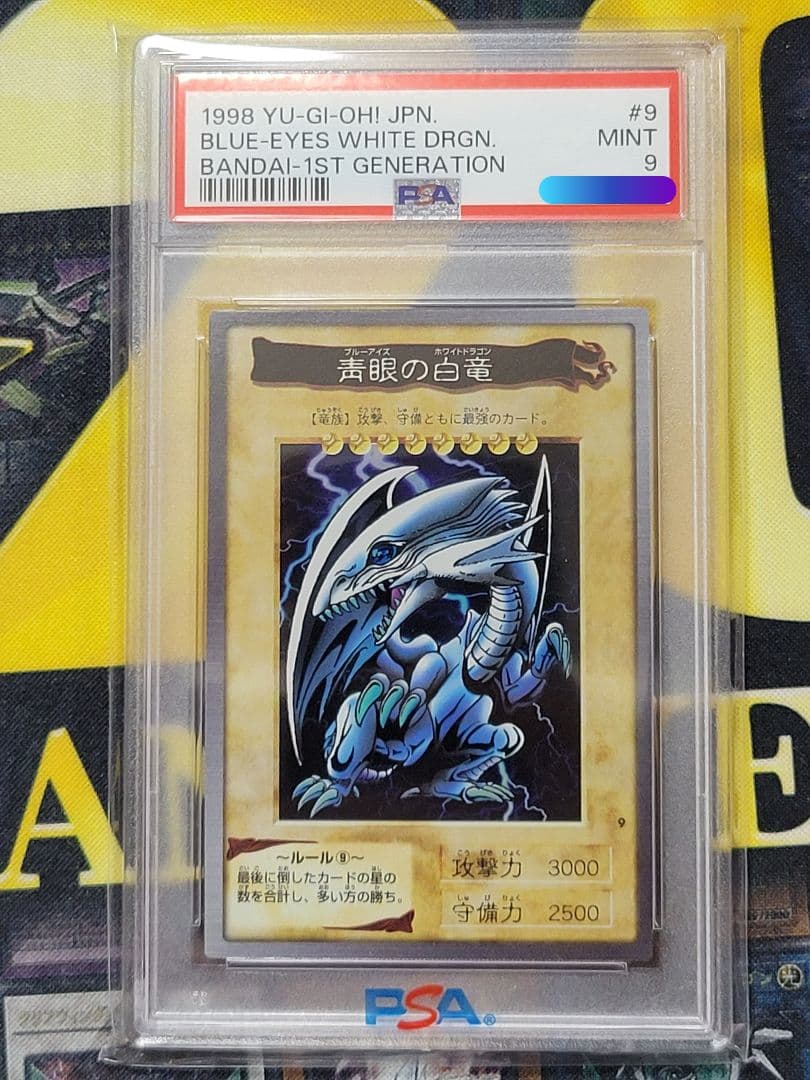 1998 YU-GI-OH! JPN. #9
BLUE-EYES WHITE DRGN. MINT
BANDAI-1ST GENERATION 9
PSA
ブルーアイズ ホワイトドラゴン
青眼の白竜
【竜族】攻撃、守備ともに最強のカード。
9
～ルール⑨～
最後に倒したカードの星の
数を合計し、多い方の勝ち。
攻撃力 3000
守備力 2500
PSA®